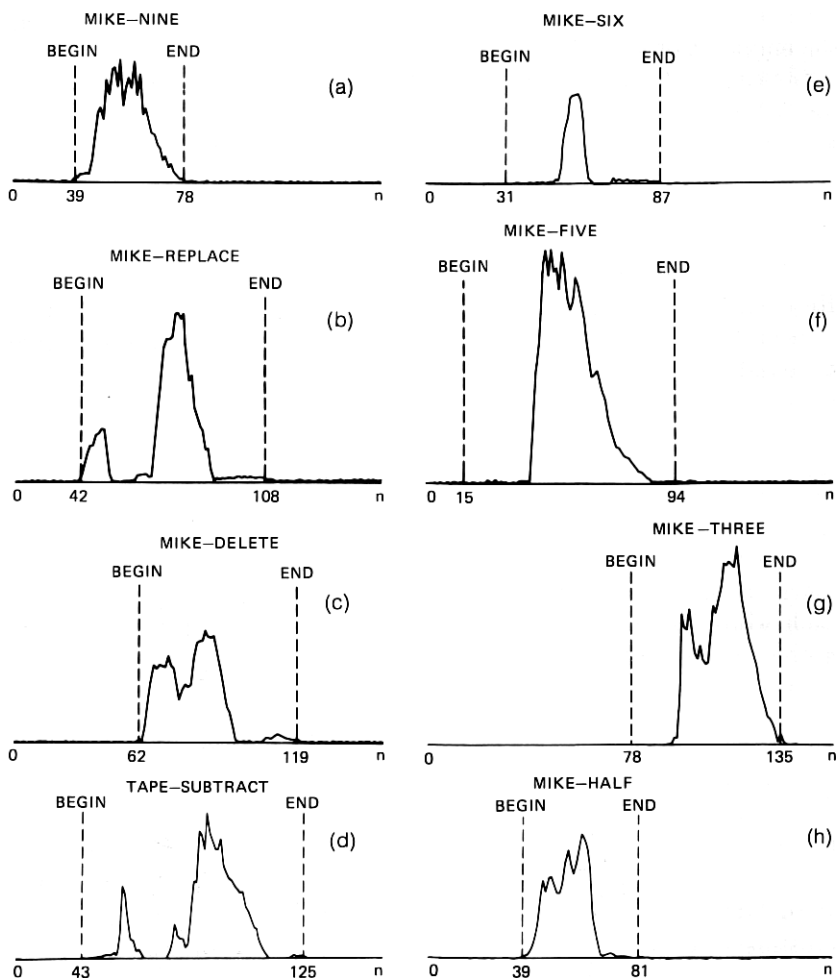 MIKE–NINE
BEGIN END
(a)
0 39 78 n
MIKE–REPLACE
BEGIN END
(b)
0 42 108 n
MIKE–DELETE
BEGIN END
(c)
0 62 119 n
TAPE–SUBTRACT
BEGIN END
(d)
0 43 125 n
MIKE–SIX
BEGIN END
(e)
0 31 87 n
MIKE–FIVE
BEGIN END
(f)
0 15 94 n
MIKE–THREE
BEGIN END
(g)
0 78 135 n
MIKE–HALF
BEGIN END
(h)
0 39 81 n